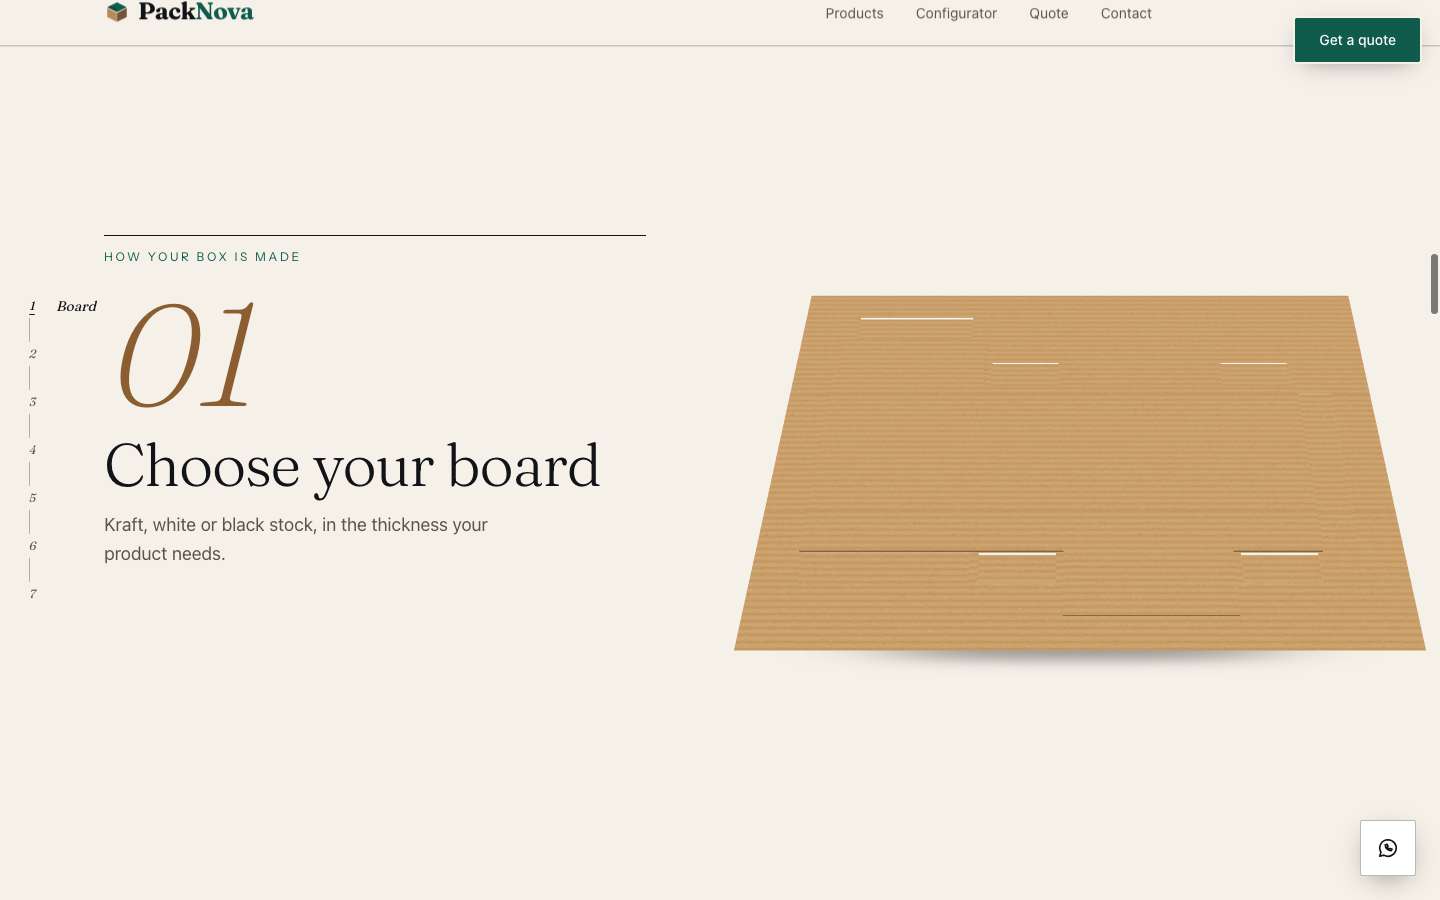 PackNova
Products
Configurator
Quote
Contact
Get a quote
HOW YOUR BOX IS MADE
1 Board
2
3
4
5
6
7
01
Choose your board
Kraft, white or black stock, in the thickness your
product needs.